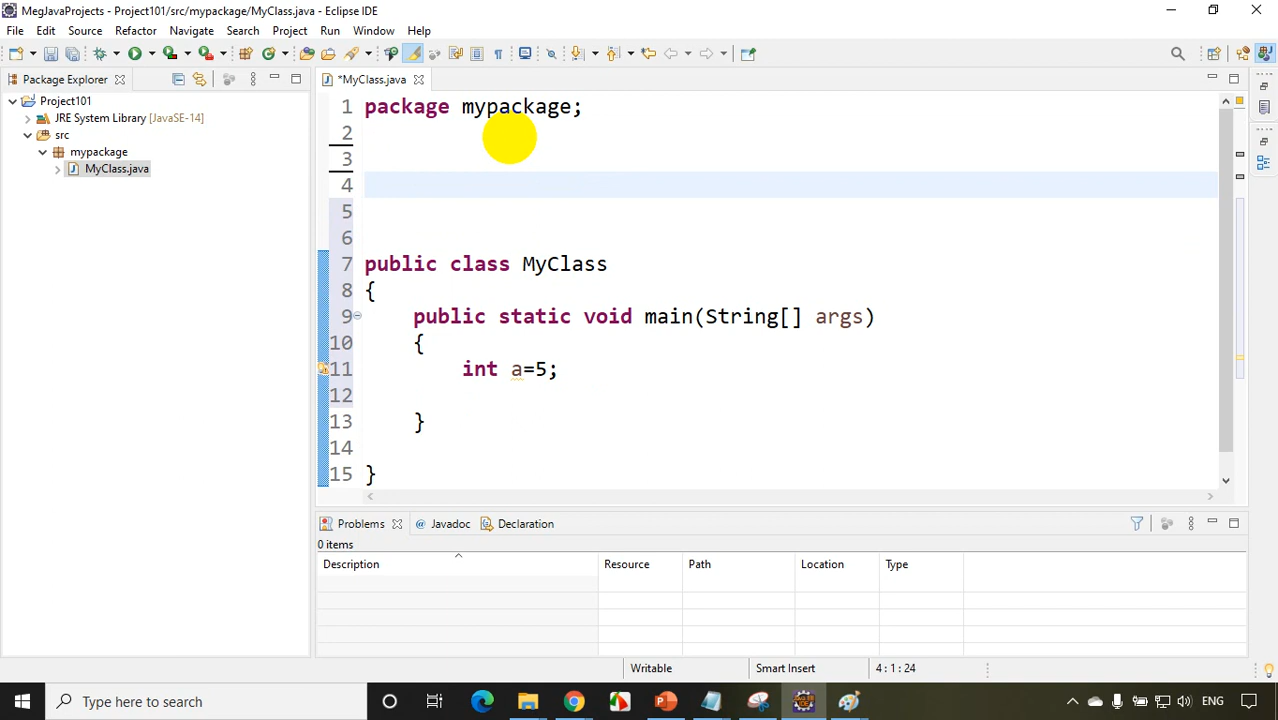 MegJavaProjects - Project101/src/mypackage/MyClass.java - Eclipse IDE
File Edit Source Refactor Navigate Search Project Run Window Help
Package Explorer
*MyClass.java
Project101
JRE System Library [JavaSE-14]
src
mypackage
MyClass.java
1 package mypackage;
2
3
4
5
6
7 public class MyClass
8 {
9 public static void main(String[] args)
10 {
11 int a=5;
12
13 }
14
15 }
Problems @ Javadoc Declaration
0 items
Description Resource Path Location Type
Writable Smart Insert 4 : 1 : 24
Type here to search
ENG